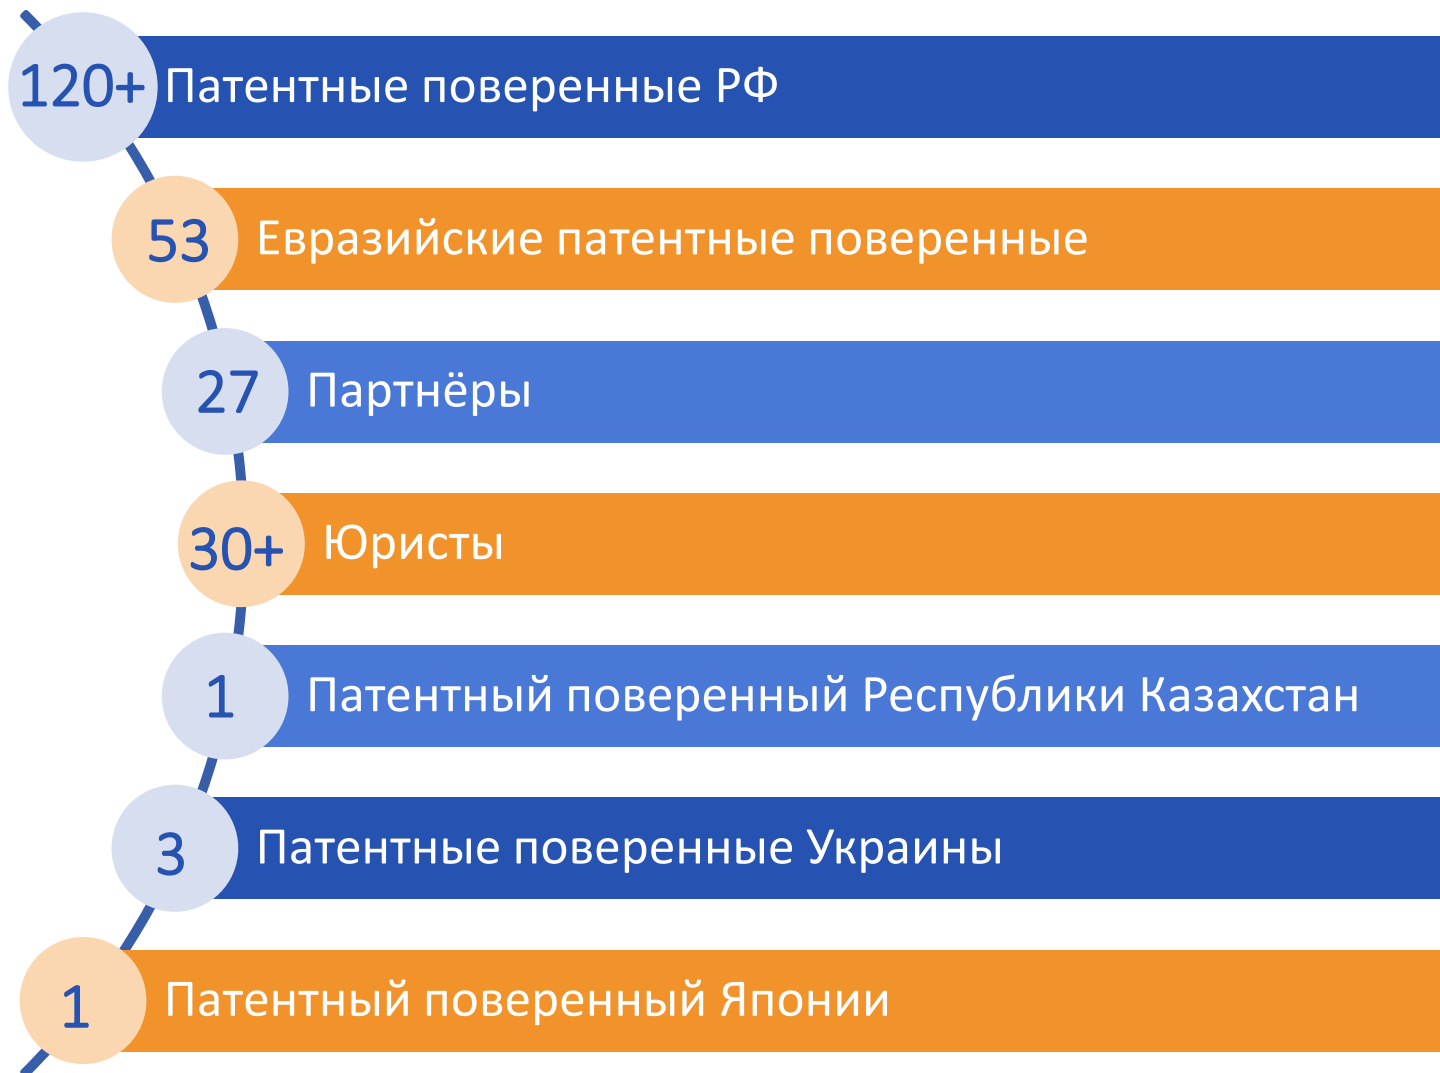 120+ Патентные поверенные РФ
53 Евразийские патентные поверенные
27 Партнёры
30+ Юристы
1 Патентный поверенный Республики Казахстан
3 Патентные поверенные Украины
1 Патентный поверенный Японии